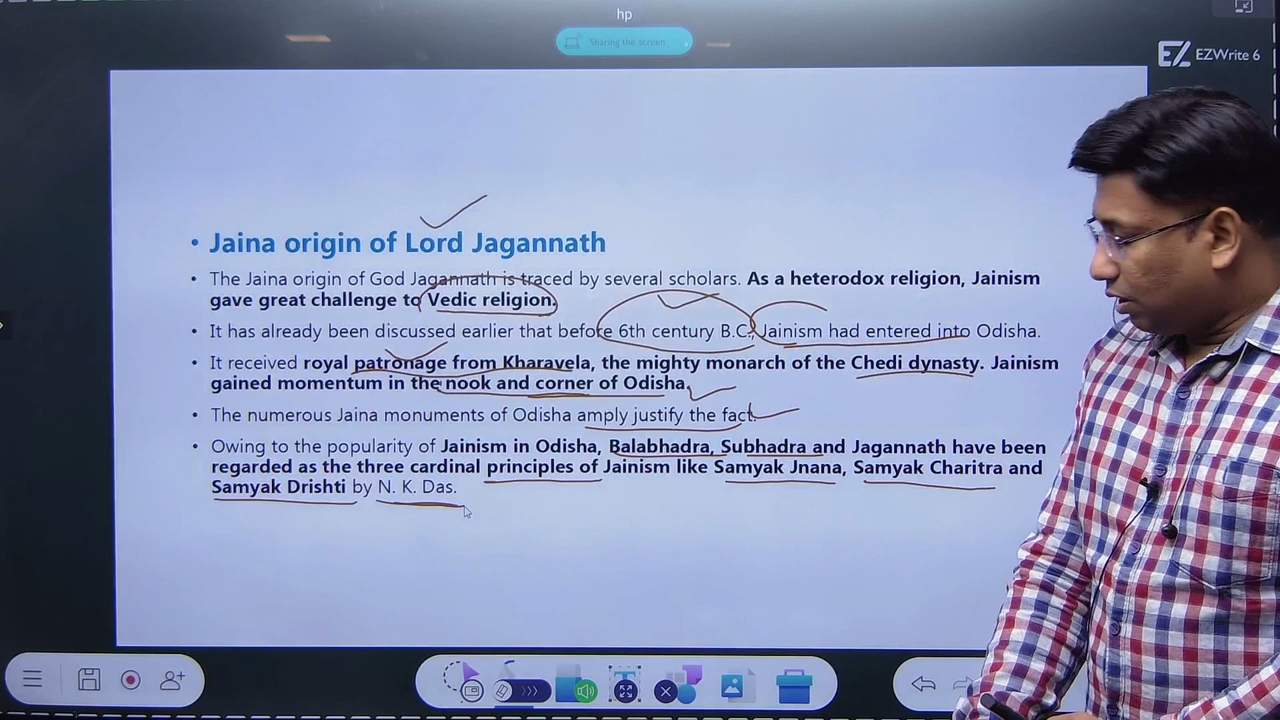 hp
Sharing the screen
EZWrite 6
• Jaina origin of Lord Jagannath
• The Jaina origin of God Jagannath is traced by several scholars. As a heterodox religion, Jainism
gave great challenge to Vedic religion.
• It has already been discussed earlier that before 6th century B.C., Jainism had entered into Odisha.
• It received royal patronage from Kharavela, the mighty monarch of the Chedi dynasty. Jainism
gained momentum in the nook and corner of Odisha.
• The numerous Jaina monuments of Odisha amply justify the fact.
• Owing to the popularity of Jainism in Odisha, Balabhadra, Subhadra and Jagannath have been
regarded as the three cardinal principles of Jainism like Samyak Jnana, Samyak Charitra and
Samyak Drishti by N. K. Das.